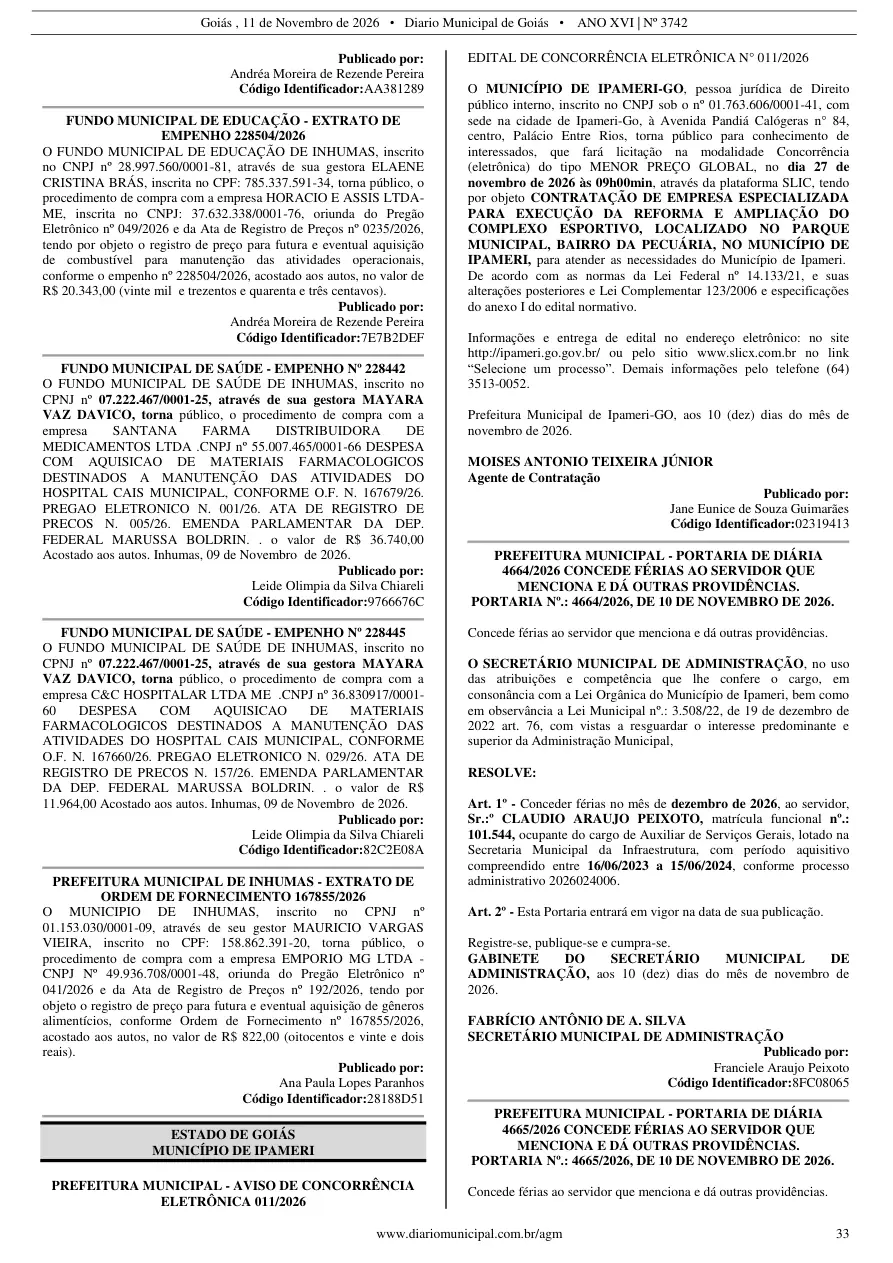 Goiás , 11 de Novembro de 2026 • Diario Municipal de Goiás • ANO XVI | Nº 3742
Publicado por:
Andréa Moreira de Rezende Pereira
Código Identificador:AA381289
FUNDO MUNICIPAL DE EDUCAÇÃO - EXTRATO DE
EMPENHO 228504/2026
O FUNDO MUNICIPAL DE EDUCAÇÃO DE INHUMAS, inscrito
no CNPJ nº 28.997.560/0001-81, através de sua gestora ELAENE
CRISTINA BRÁS, inscrita no CPF: 785.337.591-34, torna público, o
procedimento de compra com a empresa HORACIO E ASSIS LTDA-
ME, inscrita no CNPJ: 37.632.338/0001-76, oriunda do Pregão
Eletrônico nº 049/2026 e da Ata de Registro de Preços nº 0235/2026,
tendo por objeto o registro de preço para futura e eventual aquisição
de combustível para manutenção das atividades operacionais,
conforme o empenho nº 228504/2026, acostado aos autos, no valor de
R$ 20.343,00 (vinte mil e trezentos e quarenta e três centavos).
Publicado por:
Andréa Moreira de Rezende Pereira
Código Identificador:7E7B2DEF
FUNDO MUNICIPAL DE SAÚDE - EMPENHO Nº 228442
O FUNDO MUNICIPAL DE SAÚDE DE INHUMAS, inscrito no
CPNJ nº 07.222.467/0001-25, através de sua gestora MAYARA
VAZ DAVICO, torna público, o procedimento de compra com a
empresa SANTANA FARMA DISTRIBUIDORA DE
MEDICAMENTOS LTDA .CNPJ nº 55.007.465/0001-66 DESPESA
COM AQUISICAO DE MATERIAIS FARMACOLOGICOS
DESTINADOS A MANUTENÇÃO DAS ATIVIDADES DO
HOSPITAL CAIS MUNICIPAL, CONFORME O.F. N. 167679/26.
PREGAO ELETRONICO N. 001/26. ATA DE REGISTRO DE
PRECOS N. 005/26. EMENDA PARLAMENTAR DA DEP.
FEDERAL MARUSSA BOLDRIN. . o valor de R$ 36.740,00
Acostado aos autos. Inhumas, 09 de Novembro de 2026.
Publicado por:
Leide Olimpia da Silva Chiareli
Código Identificador:9766676C
FUNDO MUNICIPAL DE SAÚDE - EMPENHO Nº 228445
O FUNDO MUNICIPAL DE SAÚDE DE INHUMAS, inscrito no
CPNJ nº 07.222.467/0001-25, através de sua gestora MAYARA
VAZ DAVICO, torna público, o procedimento de compra com a
empresa C&C HOSPITALAR LTDA ME .CNPJ nº 36.830917/0001-
60 DESPESA COM AQUISICAO DE MATERIAIS
FARMACOLOGICOS DESTINADOS A MANUTENÇÃO DAS
ATIVIDADES DO HOSPITAL CAIS MUNICIPAL, CONFORME
O.F. N. 167660/26. PREGAO ELETRONICO N. 029/26. ATA DE
REGISTRO DE PRECOS N. 157/26. EMENDA PARLAMENTAR
DA DEP. FEDERAL MARUSSA BOLDRIN. . o valor de R$
11.964,00 Acostado aos autos. Inhumas, 09 de Novembro de 2026.
Publicado por:
Leide Olimpia da Silva Chiareli
Código Identificador:82C2E08A
PREFEITURA MUNICIPAL DE INHUMAS - EXTRATO DE
ORDEM DE FORNECIMENTO 167855/2026
O MUNICIPIO DE INHUMAS, inscrito no CPNJ nº
01.153.030/0001-09, através de seu gestor MAURICIO VARGAS
VIEIRA, inscrito no CPF: 158.862.391-20, torna público, o
procedimento de compra com a empresa EMPORIO MG LTDA -
CNPJ Nº 49.936.708/0001-48, oriunda do Pregão Eletrônico nº
041/2026 e da Ata de Registro de Preços nº 192/2026, tendo por
objeto o registro de preço para futura e eventual aquisição de gêneros
alimentícios, conforme Ordem de Fornecimento nº 167855/2026,
acostado aos autos, no valor de R$ 822,00 (oitocentos e vinte e dois
reais).
Publicado por:
Ana Paula Lopes Paranhos
Código Identificador:28188D51
ESTADO DE GOIÁS
MUNICÍPIO DE IPAMERI
PREFEITURA MUNICIPAL - AVISO DE CONCORRÊNCIA
ELETRÔNICA 011/2026
EDITAL DE CONCORRÊNCIA ELETRÔNICA N° 011/2026
O MUNICÍPIO DE IPAMERI-GO, pessoa jurídica de Direito
público interno, inscrito no CNPJ sob o nº 01.763.606/0001-41, com
sede na cidade de Ipameri-Go, à Avenida Pandiá Calógeras n° 84,
centro, Palácio Entre Rios, torna público para conhecimento de
interessados, que fará licitação na modalidade Concorrência
(eletrônica) do tipo MENOR PREÇO GLOBAL, no dia 27 de
novembro de 2026 às 09h00min, através da plataforma SLIC, tendo
por objeto CONTRATAÇÃO DE EMPRESA ESPECIALIZADA
PARA EXECUÇÃO DA REFORMA E AMPLIAÇÃO DO
COMPLEXO ESPORTIVO, LOCALIZADO NO PARQUE
MUNICIPAL, BAIRRO DA PECUÁRIA, NO MUNICÍPIO DE
IPAMERI, para atender as necesidades do Município de Ipameri.
De acordo com as normas da Lei Federal nº 14.133/21, e suas
alterações posteriores e Lei Complementar 123/2006 e especificações
do anexo I do edital normativo.
Informações e entrega de edital no endereço eletrônico: no site
http://ipameri.go.gov.br/ ou pelo sitio www.slicx.com.br no link
“Selecione um processo”. Demais informações pelo telefone (64)
3513-0052.
Prefeitura Municipal de Ipameri-GO, aos 10 (dez) dias do mês de
novembro de 2026.
MOISES ANTONIO TEIXEIRA JÚNIOR
Agente de Contratação
Publicado por:
Jane Eunice de Souza Guimarães
Código Identificador:02319413
PREFEITURA MUNICIPAL - PORTARIA DE DIÁRIA
4664/2026 CONCEDE FÉRIAS AO SERVIDOR QUE
MENCIONA E DÁ OUTRAS PROVIDÊNCIAS.
PORTARIA Nº.: 4664/2026, DE 10 DE NOVEMBRO DE 2026.
Concede férias ao servidor que menciona e dá outras providências.
O SECRETÁRIO MUNICIPAL DE ADMINISTRAÇÃO, no uso
das atribuições e competência que lhe confere o cargo, em
consonância com a Lei Orgânica do Município de Ipameri, bem como
em observância a Lei Municipal nº.: 3.508/22, de 19 de dezembro de
2022 art. 76, com vistas a resguardar o interesse predominante e
superior da Administração Municipal,
RESOLVE:
Art. 1º - Conceder férias no mês de dezembro de 2026, ao servidor,
Sr.:º CLAUDIO ARAUJO PEIXOTO, matrícula funcional nº.:
101.544, ocupante do cargo de Auxiliar de Serviços Gerais, lotado na
Secretaria Municipal da Infraestrutura, com período aquisitivo
compreendido entre 16/06/2023 a 15/06/2024, conforme processo
administrativo 2026024006.
Art. 2º - Esta Portaria entrará em vigor na data de sua publicação.
Registre-se, publique-se e cumpra-se.
GABINETE DO SECRETÁRIO MUNICIPAL DE
ADMINISTRAÇÃO, aos 10 (dez) dias do mês de novembro de
2026.
FABRÍCIO ANTÔNIO DE A. SILVA
SECRETÁRIO MUNICIPAL DE ADMINISTRAÇÃO
Publicado por:
Franciele Araujo Peixoto
Código Identificador:8FC08065
PREFEITURA MUNICIPAL - PORTARIA DE DIÁRIA
4665/2026 CONCEDE FÉRIAS AO SERVIDOR QUE
MENCIONA E DÁ OUTRAS PROVIDÊNCIAS.
PORTARIA Nº.: 4665/2026, DE 10 DE NOVEMBRO DE 2026.
Concede férias ao servidor que menciona e dá outras providências.
www.diariomunicipal.com.br/agm
33